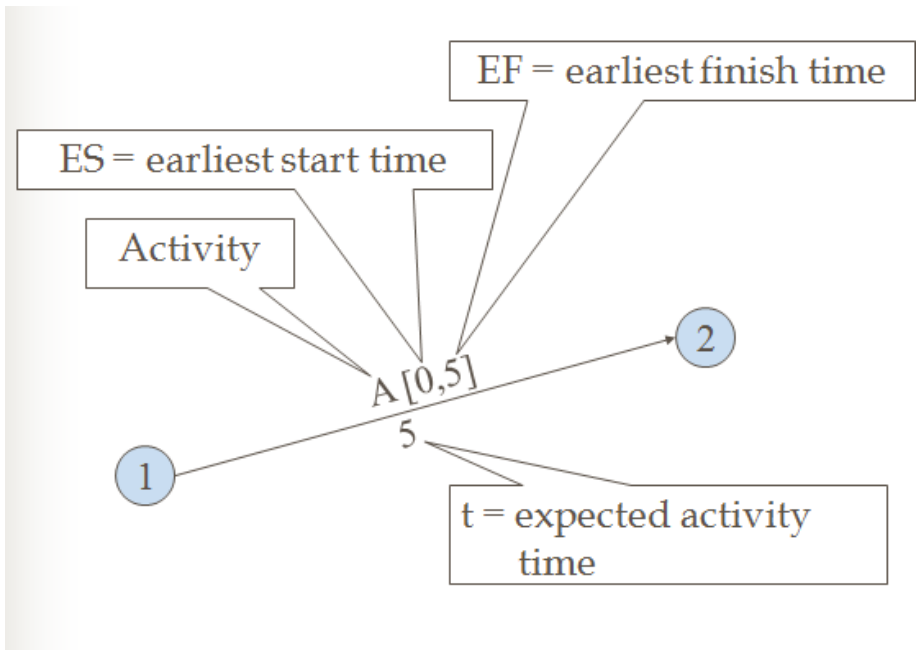 EF = earliest finish time
ES = earliest start time
Activity
2
A [0,5]
5
1
t = expected activity
time